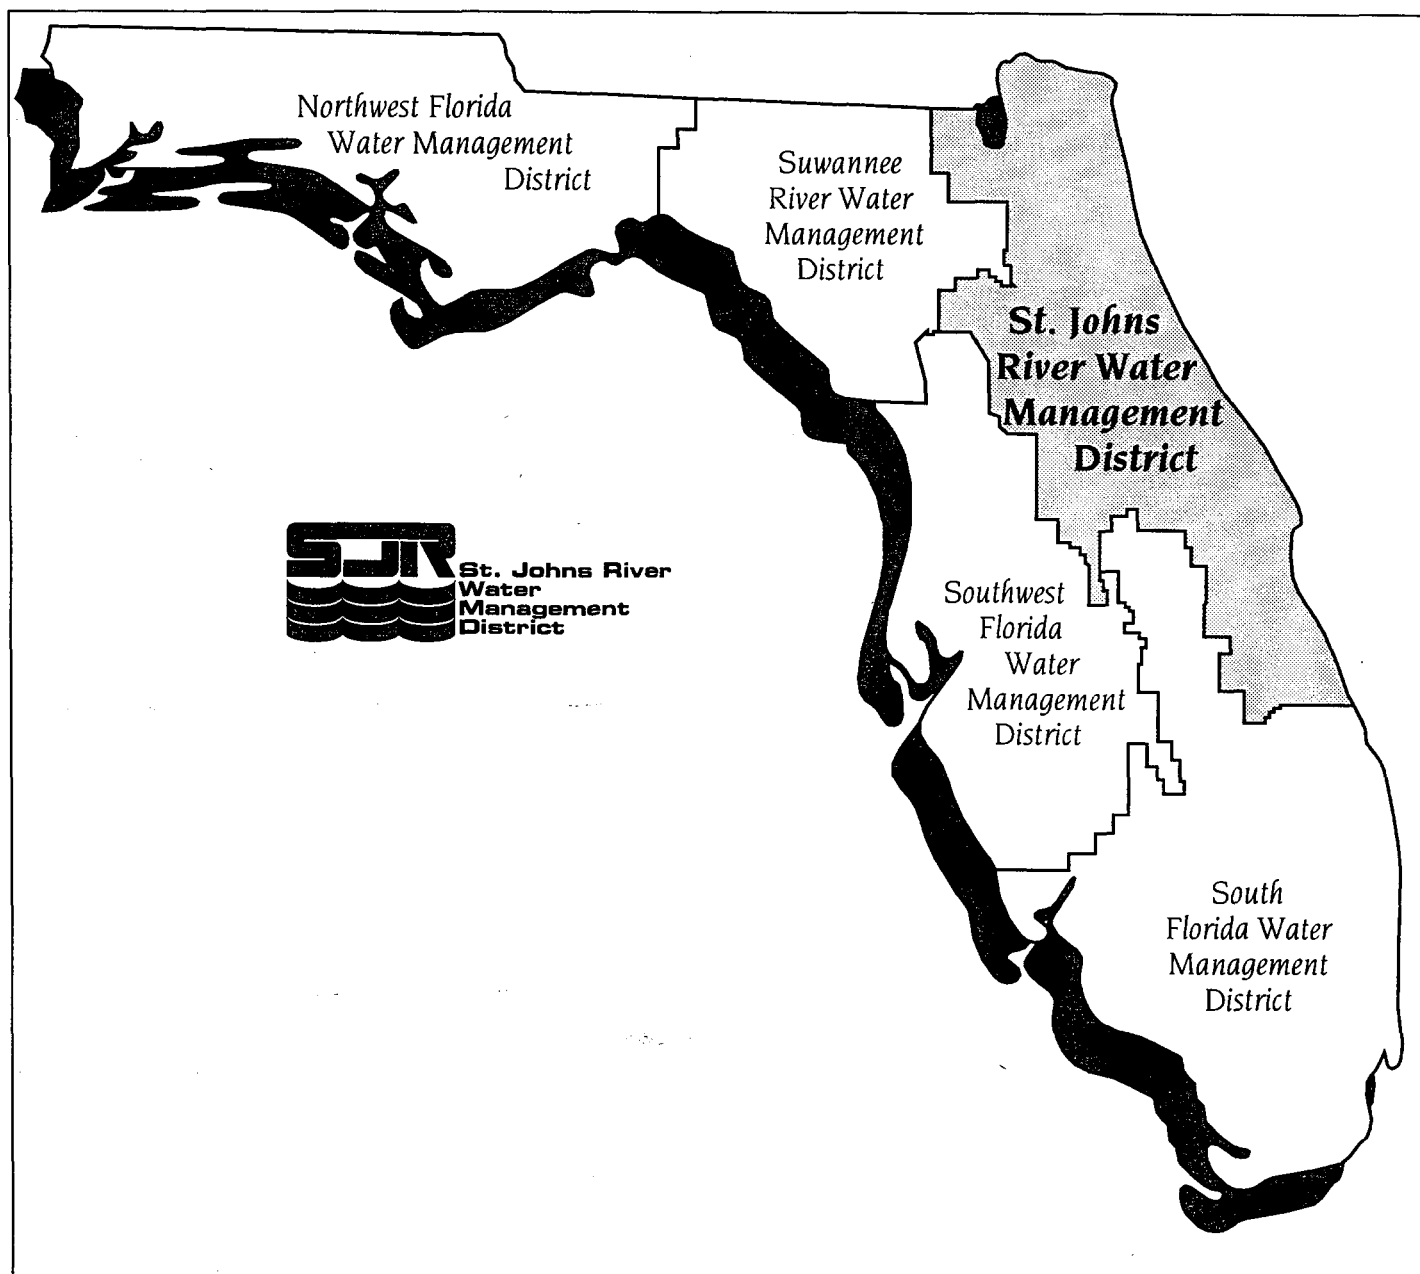 Northwest Florida
Water Management
District
Suwannee
River Water
Management
District
St. Johns
River Water
Management
District
SJR
St. Johns River
Water
Management
District
Southwest
Florida
Water
Management
District
South
Florida Water
Management
District